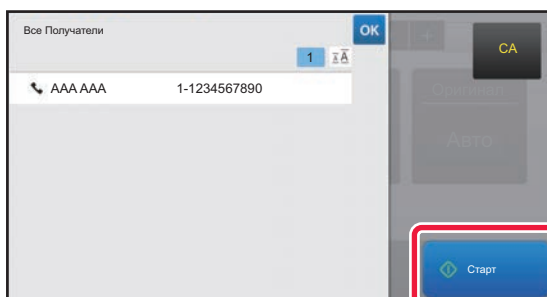 Все Получатели
OK
CA
1
AAA AAA 1-1234567890
Оригинал
Авто
Старт